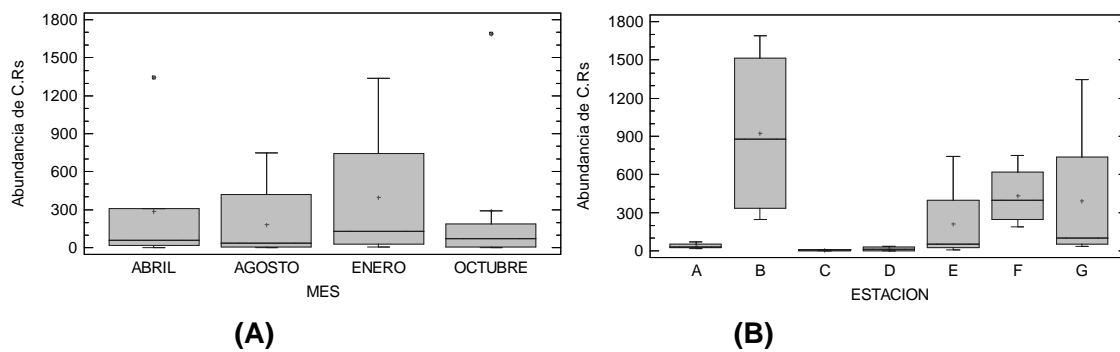 Abundancia de C.Rs
1800
1500
1200
900
600
300
0
ABRIL AGOSTO ENERO OCTUBRE
MES
(A)
Abundancia de C.Rs
1800
1500
1200
900
600
300
0
A B C D E F G
ESTACION
(B)